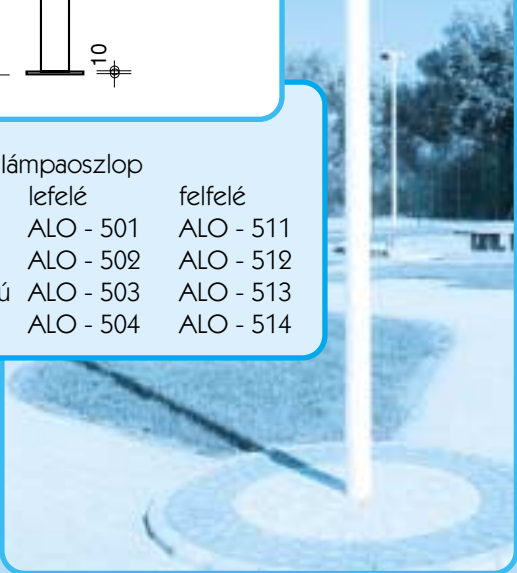 10
lámpaoszlop
lefelé felfelé
ALO - 501 ALO - 511
ALO - 502 ALO - 512
ú ALO - 503 ALO - 513
ALO - 504 ALO - 514